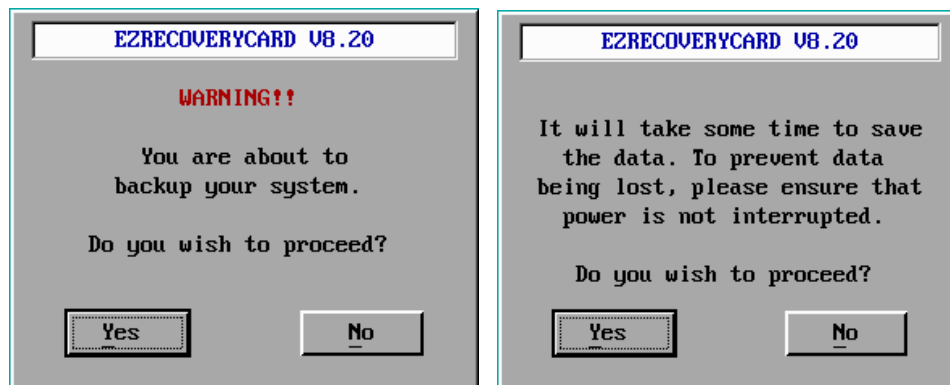 EZRECOVERYCARD V8.20
WARNING!!
You are about to
backup your system.
Do you wish to proceed?
Yes
No
EZRECOVERYCARD V8.20
It will take some time to save
the data. To prevent data
being lost, please ensure that
power is not interrupted.
Do you wish to proceed?
Yes
No